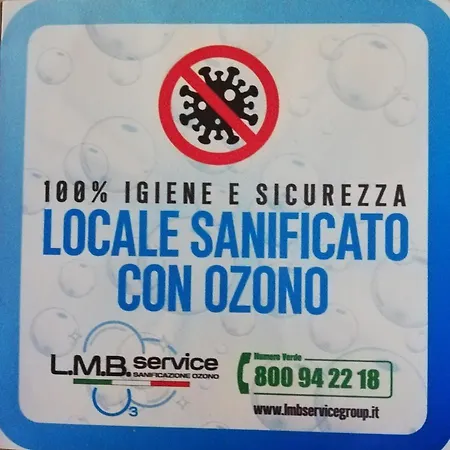 100% IGIENE E SICUREZZA
LOCALE SANIFICATO
CON OZONO
L.M.B. service
SANIFICAZIONE OZONO
3
Numero Verde
800 94 22 18
www.lmbservicegroup.it